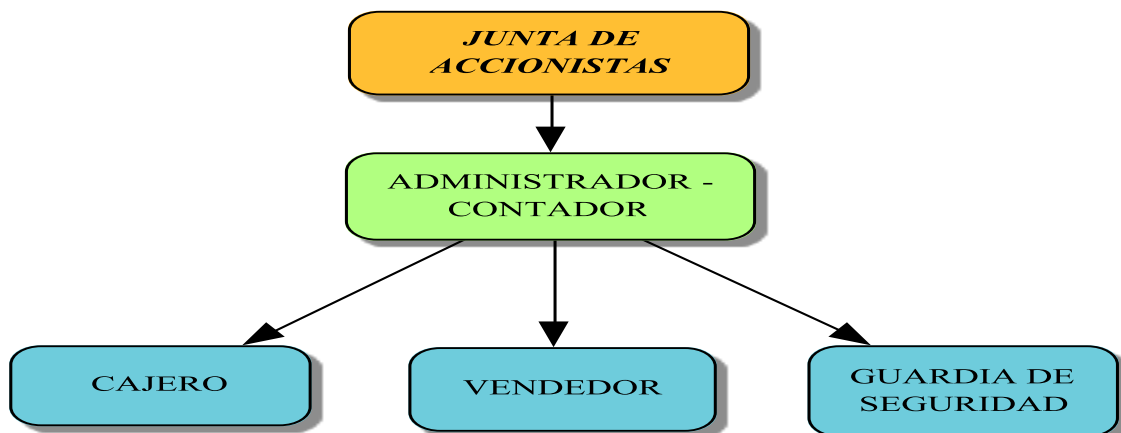 JUNTA DE
ACCIONISTAS
ADMINISTRADOR -
CONTADOR
CAJERO
VENDEDOR
GUARDIA DE
SEGURIDAD